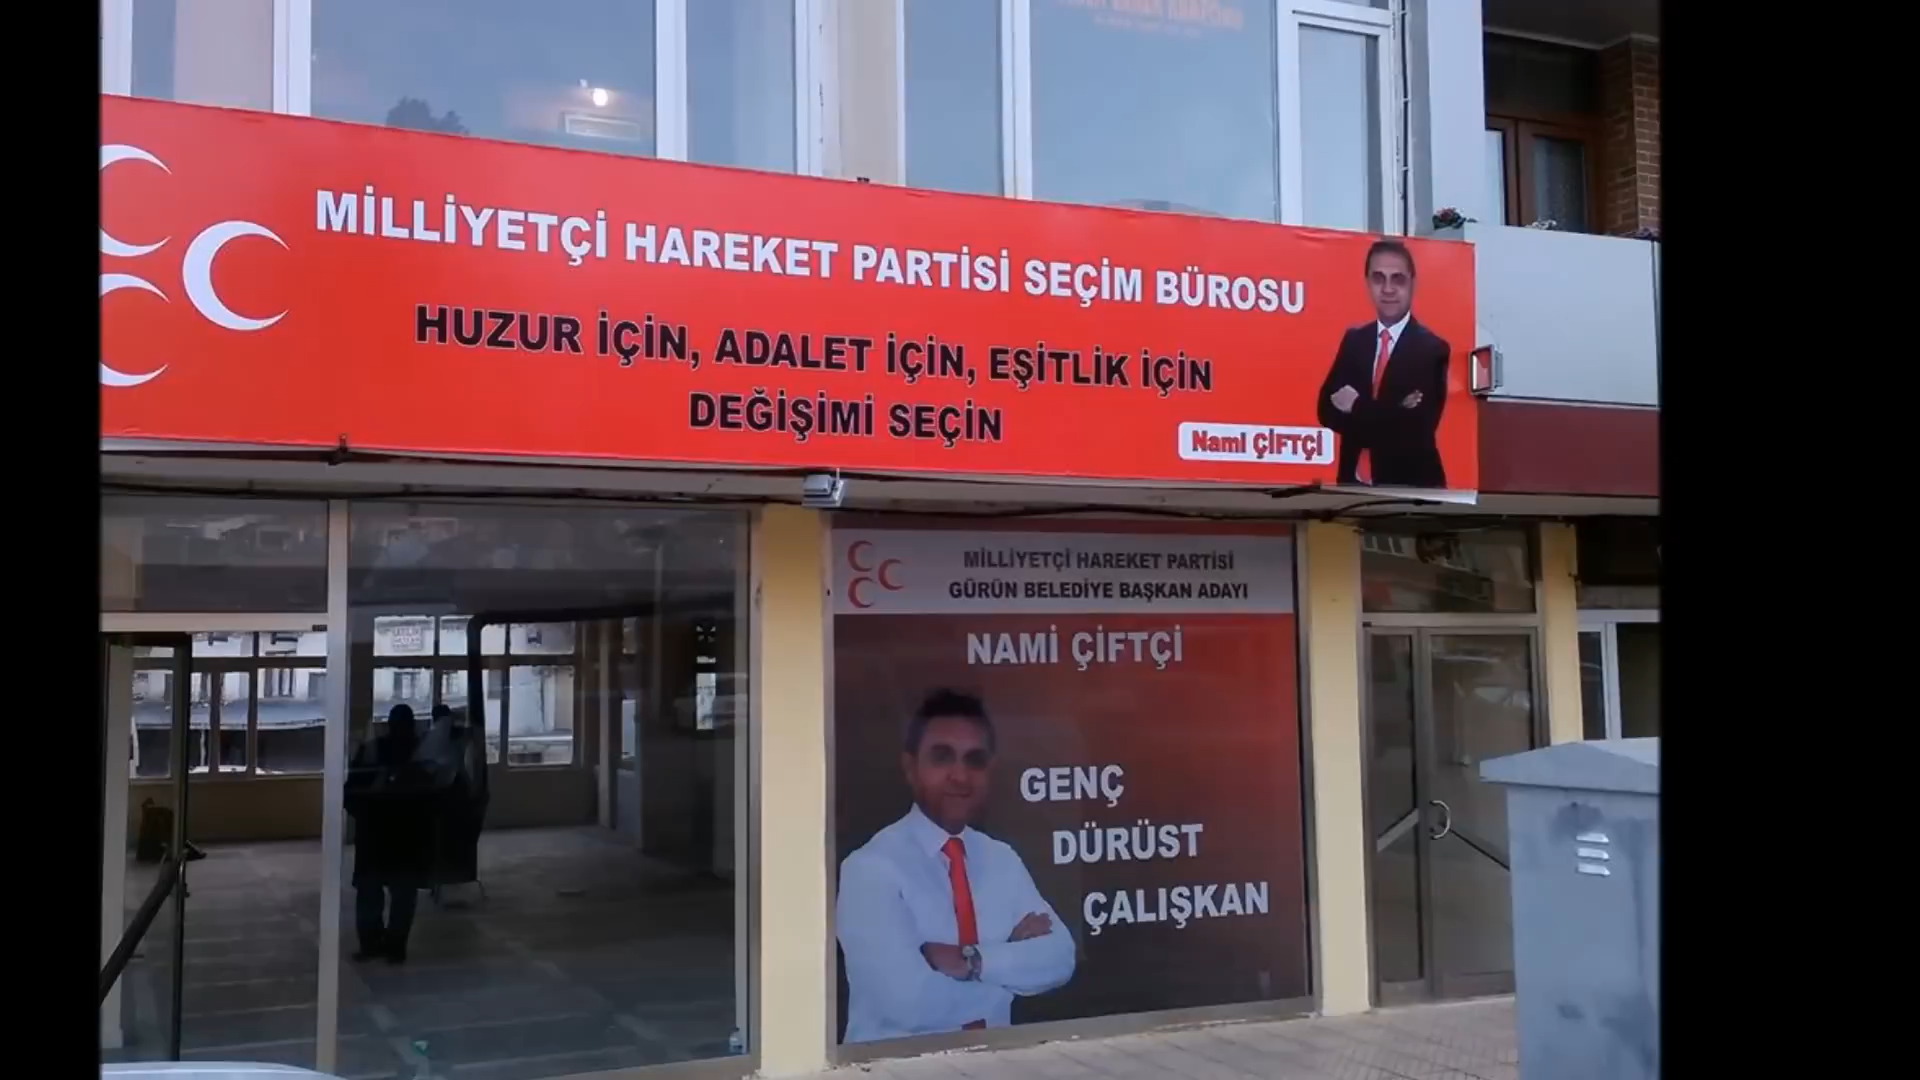 MİLLİYETÇİ HAREKET PARTİSİ SEÇİM BÜROSU
HUZUR İÇİN, ADALET İÇİN, EŞİTLİK İÇİN
DEĞİŞİMİ SEÇİN
Nami ÇİFTÇİ
MİLLİYETÇİ HAREKET PARTİSİ
GÜRÜN BELEDİYE BAŞKAN ADAYI
NAMİ ÇİFTÇİ
GENÇ
DÜRÜST
ÇALIŞKAN